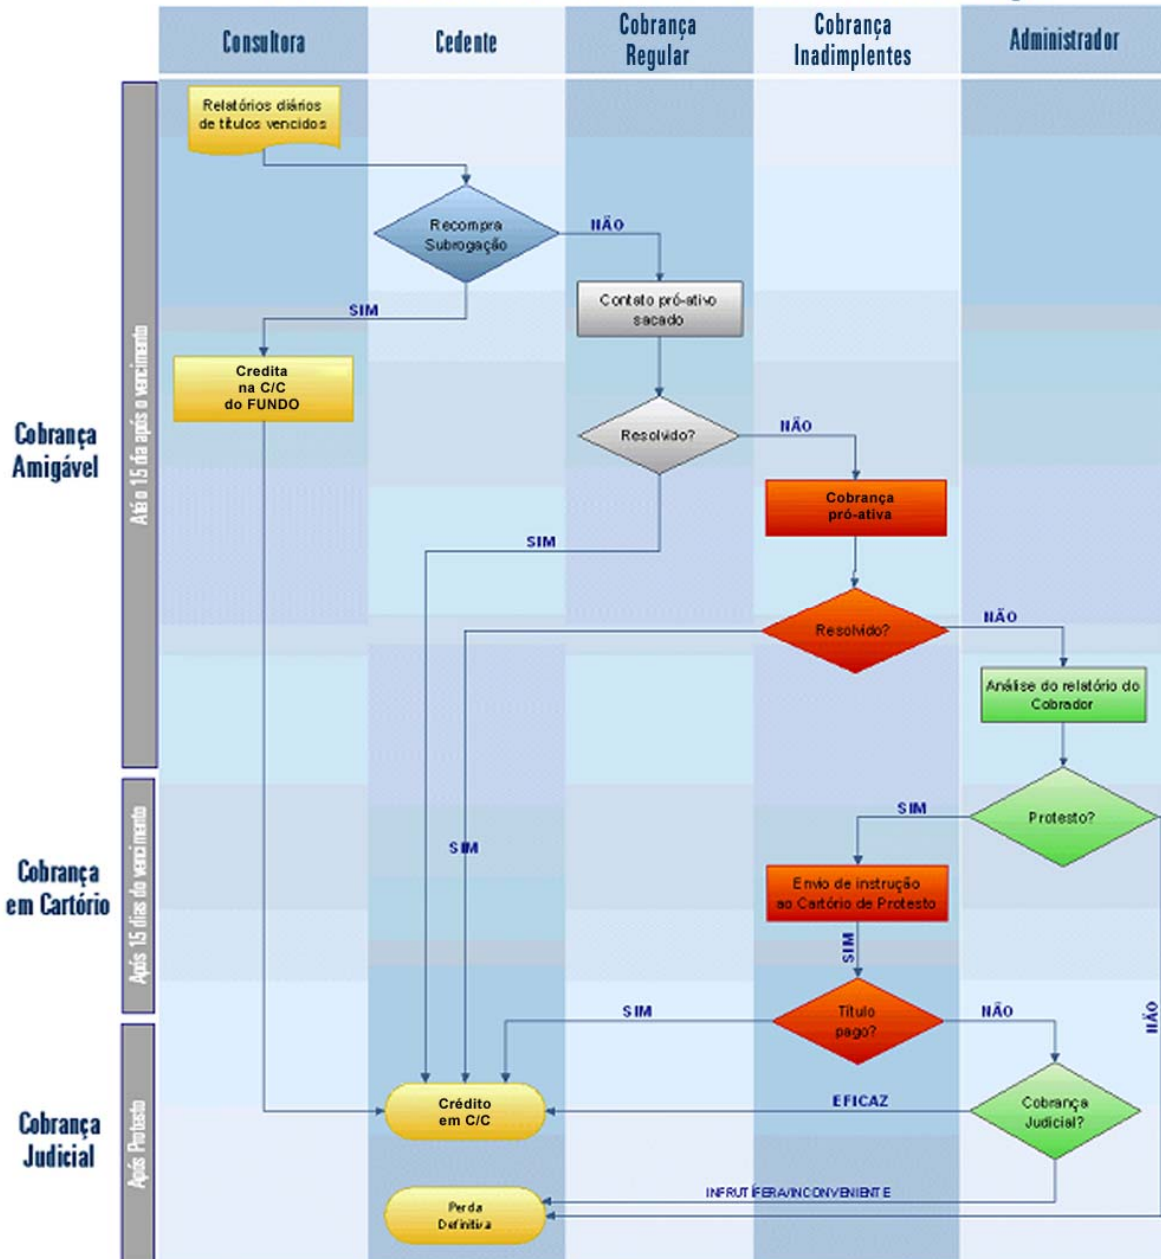 Consultora
Cedente
Cobrança
Regular
Cobrança
Inadimplentes
Administrador
Relatórios diários
de títulos vencidos
Recompra
Subrogação
NÃO
Contato pró-ativo
sacado
SIM
Credita
na C/C
do FUNDO
Cobrança
Amigável
Até o 15 dia após o vencimento
Resolvido?
NÃO
Cobrança
pró-ativa
SIM
Resolvido?
NÃO
Análise do relatório do
Cobrador
Protesto?
SIM
SIM
Cobrança
em Cartório
Após 15 dias do vencimento
Envio de instrução
ao Cartório de Protesto
SIM
Título
pago?
SIM
NÃO
NÃO
Cobrança
Judicial
Após Protesto
Crédito
em C/C
EFICAZ
Cobrança
Judicial?
INFRUTÍFERA/INCONVENIENTE
Perda
Definitiva